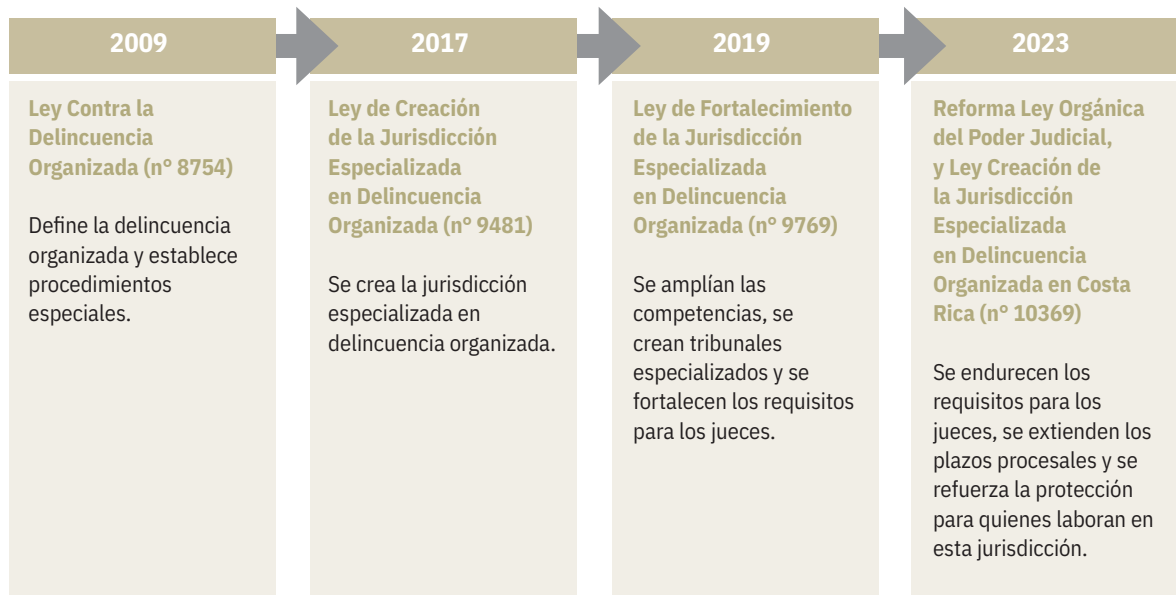 2009
Ley Contra la
Delincuencia
Organizada (n° 8754)
Define la delincuencia
organizada y establece
procedimientos
especiales.
2017
Ley de Creación
de la Jurisdicción
Especializada
en Delincuencia
Organizada (n° 9481)
Se crea la jurisdicción
especializada en
delincuencia organizada.
2019
Ley de Fortalecimiento
de la Jurisdicción
Especializada
en Delincuencia
Organizada (n° 9769)
Se amplían las
competencias, se
crean tribunales
especializados y se
fortalecen los requisitos
para los jueces.
2023
Reforma Ley Orgánica
del Poder Judicial,
y Ley Creación de
la Jurisdicción
Especializada
en Delincuencia
Organizada en Costa
Rica (n° 10369)
Se endurecen los
requisitos para los
jueces, se extienden los
plazos procesales y se
refuerza la protección
para quienes laboran en
esta jurisdicción.